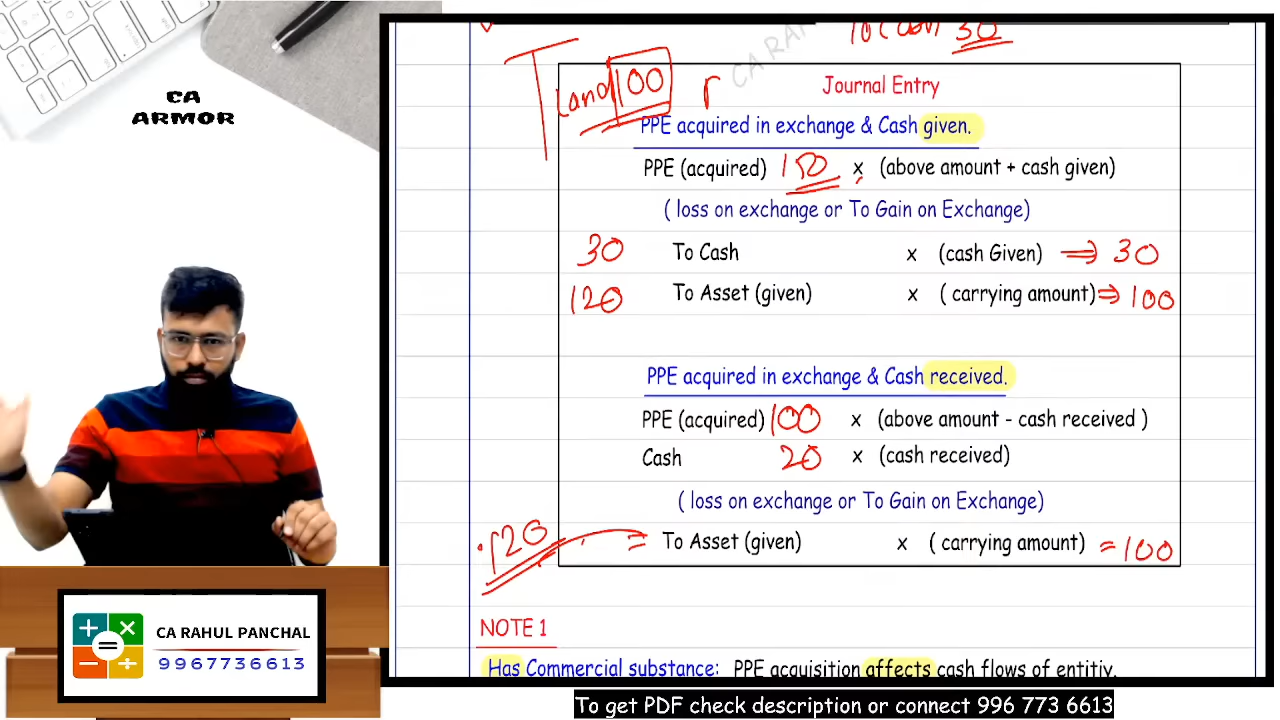 CA
ARMOR
To Cash 30
CA RA
Land 100
Journal Entry
PPE acquired in exchange & Cash given.
PPE (acquired) 150 x (above amount + cash given)
( loss on exchange or To Gain on Exchange)
30 To Cash x (cash Given) ⇒ 30
120 To Asset (given) x ( carrying amount) ⇒ 100
PPE acquired in exchange & Cash received.
PPE (acquired) 100 x (above amount - cash received )
Cash 20 x (cash received)
( loss on exchange or To Gain on Exchange)
120 = To Asset (given) x ( carrying amount) = 100
NOTE 1
Has Commercial substance: PPE acquisition affects cash flows of entitiy.
CA RAHUL PANCHAL
9967736613
To get PDF check description or connect 996 773 6613